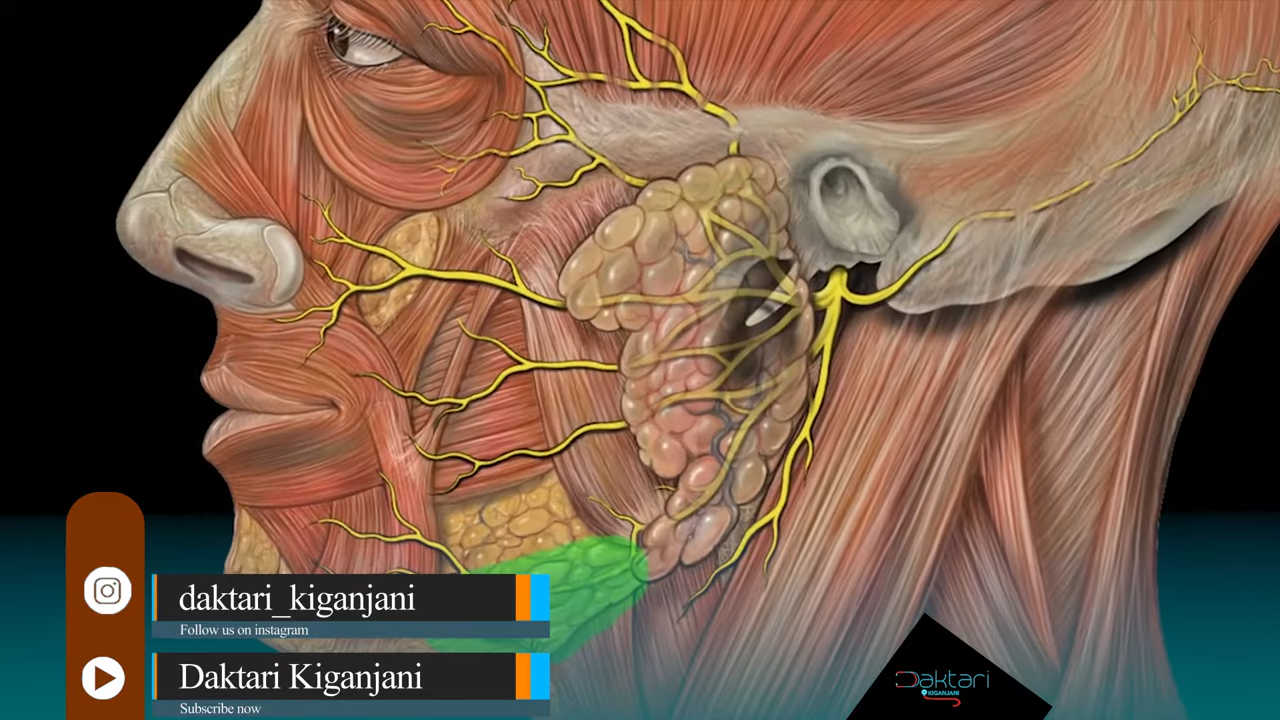 daktari_kiganjani
Follow us on instagram
Daktari Kiganjani
Subscribe now
Daktari
KIGANJANI